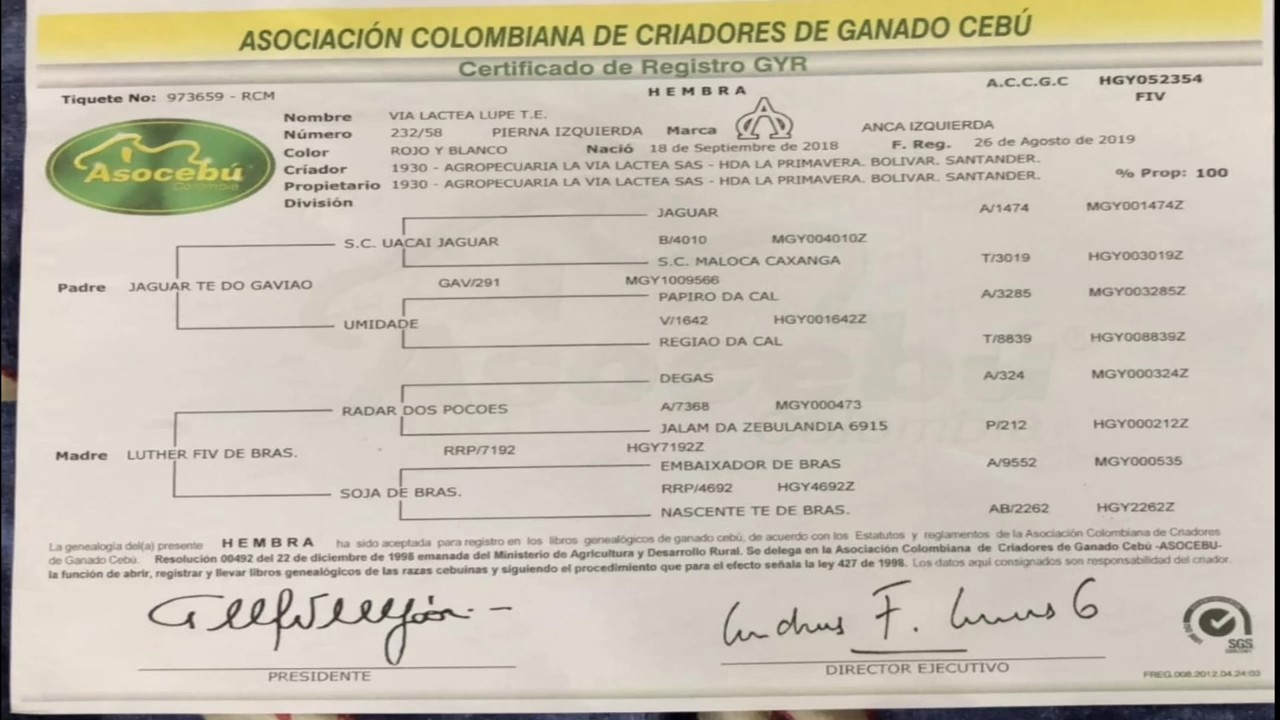 ASOCIACIÓN COLOMBIANA DE CRIADORES DE GANADO CEBÚ
Certificado de Registro GYR
Tiquete No: 973659 - RCM
HEMBRA
A.C.C.G.C HGY052354
FIV
Asocebú
Colombia
Nombre VIA LACTEA LUPE T.E.
Número 232/58 PIERNA IZQUIERDA Marca ANCA IZQUIERDA
Color ROJO Y BLANCO Nació 18 de Septiembre de 2018 F. Reg. 26 de Agosto de 2019
Criador 1930 - AGROPECUARIA LA VIA LACTEA SAS - HDA LA PRIMAVERA. BOLIVAR. SANTANDER.
Propietario 1930 - AGROPECUARIA LA VIA LACTEA SAS - HDA LA PRIMAVERA. BOLIVAR. SANTANDER. % Prop: 100
División
JAGUAR A/1474 MGY001474Z
S.C. UACAI JAGUAR B/4010 MGY004010Z
S.C. MALOCA CAXANGA T/3019 HGY003019Z
Padre JAGUAR TE DO GAVIAO GAV/291 MGY1009566
PAPIRO DA CAL A/3285 MGY003285Z
UMIDADE V/1642 HGY001642Z
REGIAO DA CAL T/8839 HGY008839Z
DEGAS A/324 MGY000324Z
RADAR DOS POCOES A/7368 MGY000473
JALAM DA ZEBULANDIA 6915 P/212 HGY000212Z
Madre LUTHER FIV DE BRAS. RRP/7192 HGY7192Z
EMBAIXADOR DE BRAS A/9552 MGY000535
SOJA DE BRAS. RRP/4692 HGY4692Z
NASCENTE TE DE BRAS. AB/2262 HGY2262Z
La genealogía del(a) presente HEMBRA ha sido aceptada para registro en los libros genealógicos de ganado cebú, de acuerdo con los Estatutos y reglamentos de la Asociación Colombiana de Criadores
de Ganado Cebú. Resolución 00492 del 22 de diciembre de 1998 emanada del Ministerio de Agricultura y Desarrollo Rural. Se delega en la Asociación Colombiana de Criadores de Ganado Cebú -ASOCEBU-
la función de abrir, registrar y llevar libros genealógicos de las razas cebuinas y siguiendo el procedimiento que para el efecto señala la ley 427 de 1998. Los datos aquí consignados son responsabilidad del criador.
PRESIDENTE
DIRECTOR EJECUTIVO
SGS
FREG.008.2012.04.24:03